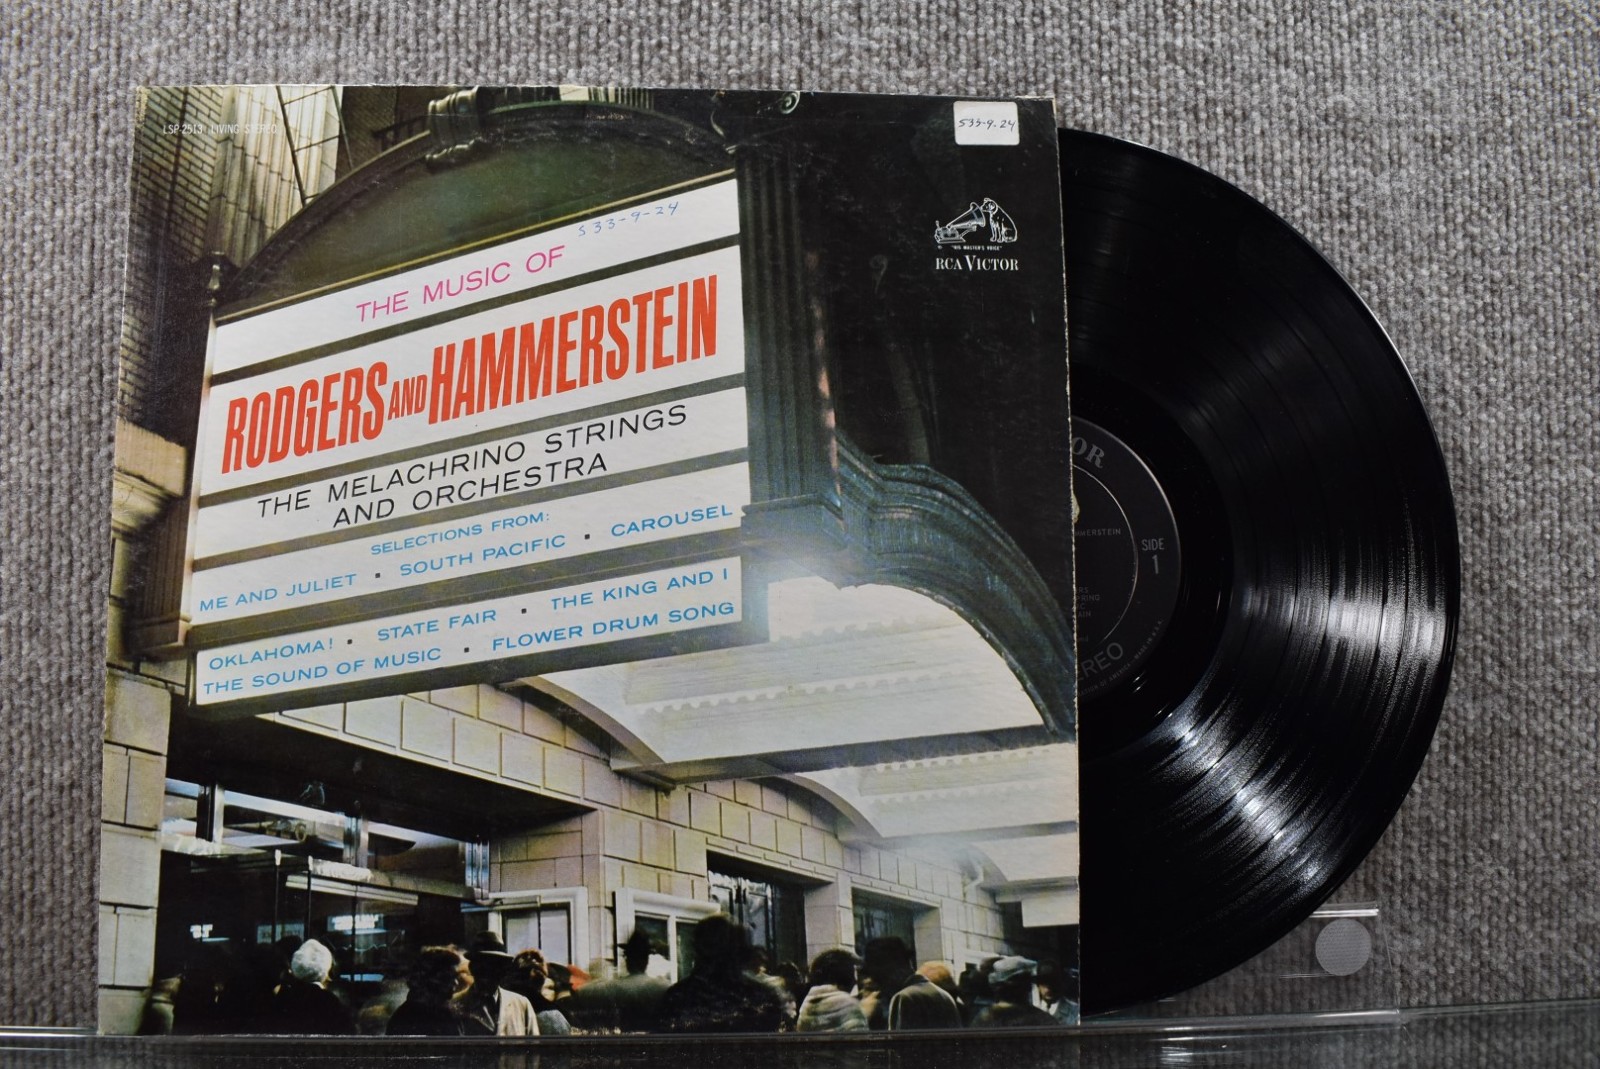 LSP-2513 LIVING STEREO
533-9-24
533-9-24
"HIS MASTER'S VOICE"
RCA VICTOR
THE MUSIC OF
RODGERS AND HAMMERSTEIN
THE MELACHRINO STRINGS
AND ORCHESTRA
SELECTIONS FROM:
ME AND JULIET ▪ SOUTH PACIFIC ▪ CAROUSEL
OKLAHOMA! ▪ STATE FAIR ▪ THE KING AND I
THE SOUND OF MUSIC ▪ FLOWER DRUM SONG
SIDE
1